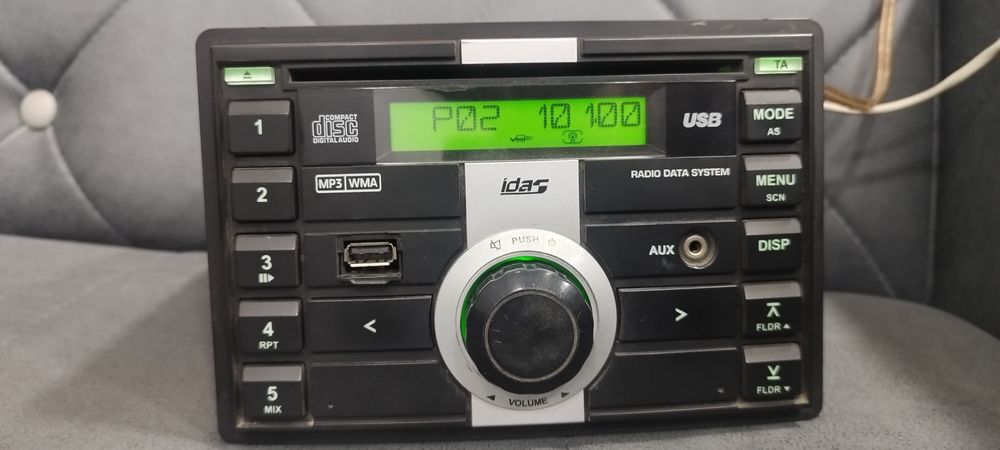 TA
1
COMPACT
disc
DIGITAL AUDIO
P02 10 100
USB
MODE
AS
2
MP3 WMA
idas
RADIO DATA SYSTEM
MENU
SCN
3
PUSH
AUX
DISP
4
RPT
<
>
FLDR
5
MIX
VOLUME
FLDR